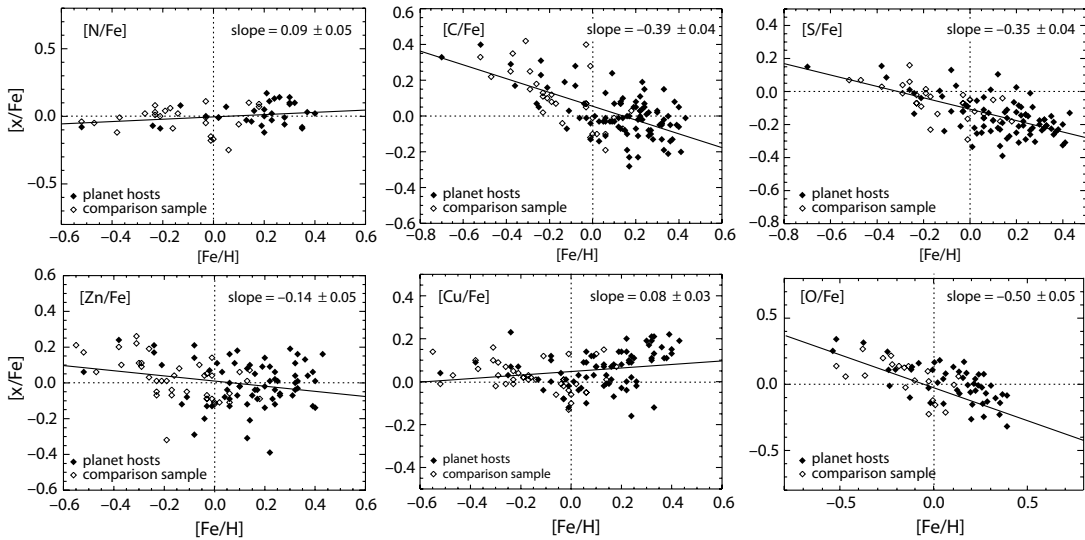 [N/Fe] slope = 0.09 ± 0.05
[C/Fe] slope = −0.39 ± 0.04
[S/Fe] slope = −0.35 ± 0.04
[x/Fe]
0.5
0.0
−0.5
0.6
0.4
0.2
0.0
−0.2
−0.4
−0.6
0.4
0.2
0.0
−0.2
−0.4
−0.6
−0.8
◆ planet hosts
◇ comparison sample
◆ planet hosts
◇ comparison sample
◆ planet hosts
◇ comparison sample
−0.6 −0.4 −0.2 0.0 0.2 0.4 0.6
−0.8 −0.6 −0.4 −0.2 0.0 0.2 0.4 0.6
−0.8 −0.6 −0.4 −0.2 0.0 0.2 0.4
[Fe/H]
[Fe/H]
[Fe/H]
[Zn/Fe] slope = −0.14 ± 0.05
[Cu/Fe] slope = 0.08 ± 0.03
[O/Fe] slope = −0.50 ± 0.05
[x/Fe]
0.6
0.4
0.2
0.0
−0.2
−0.4
−0.6
0.4
0.2
0.0
−0.2
−0.4
0.5
0.0
−0.5
◆ planet hosts
◇ comparison sample
◆ planet hosts
◇ comparison sample
◆ planet hosts
◇ comparison sample
−0.6 −0.4 −0.2 0.0 0.2 0.4 0.6
−0.6 −0.4 −0.2 0.0 0.2 0.4 0.6
−0.5 0.0 0.5
[Fe/H]
[Fe/H]
[Fe/H]